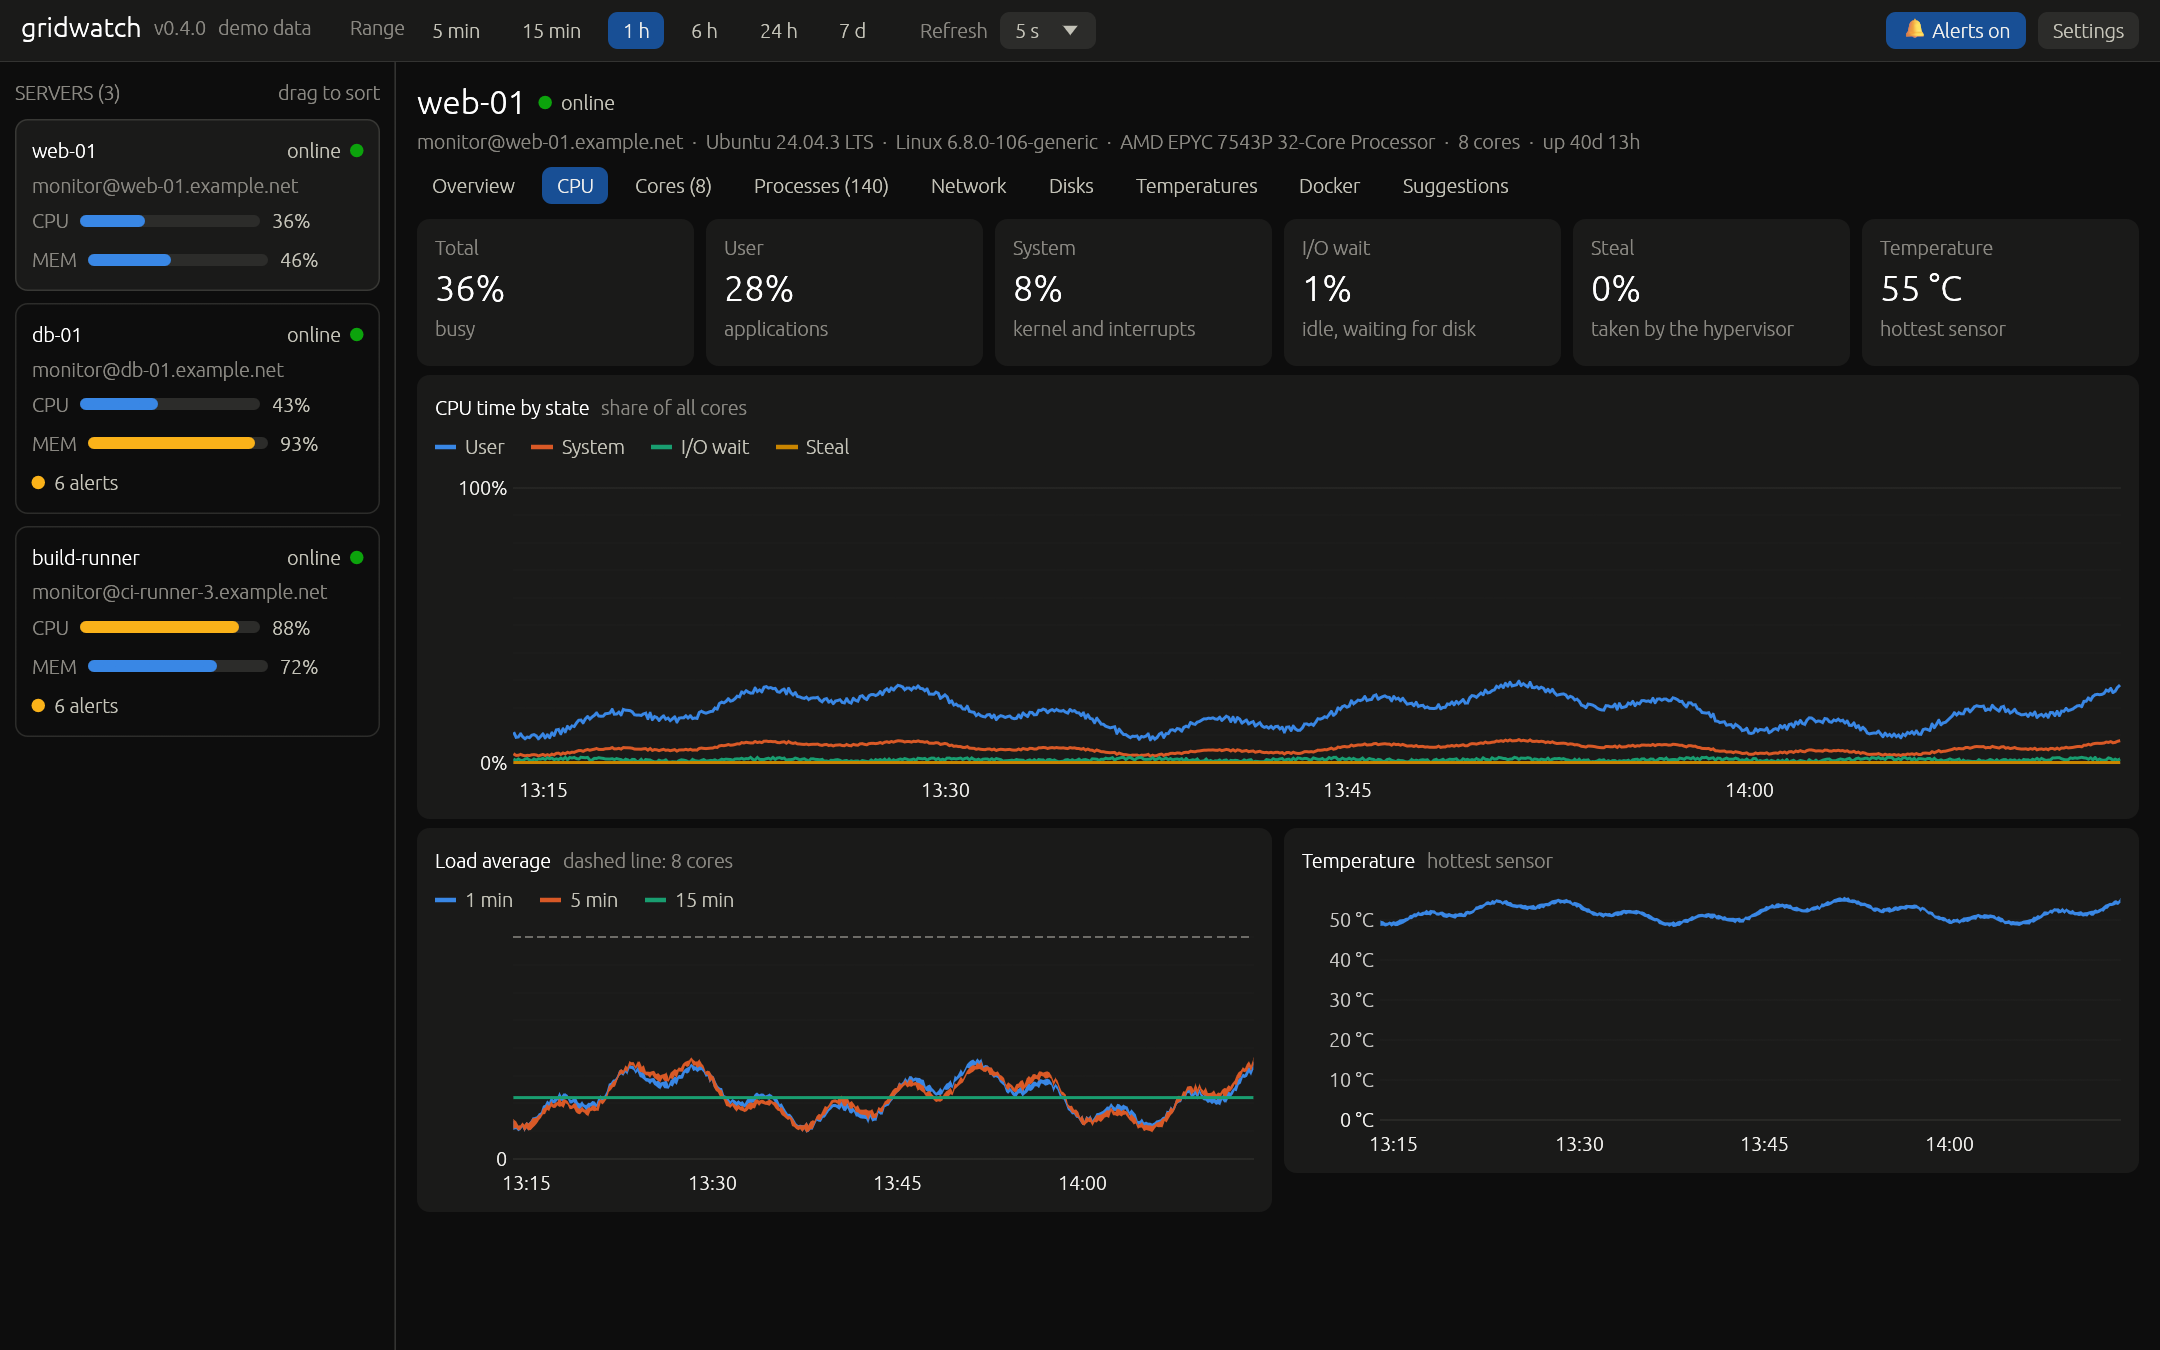 gridwatch v0.4.0 demo data Range 5 min 15 min 1 h 6 h 24 h 7 d Refresh 5 s Alerts on Settings
SERVERS (3) drag to sort
web-01 online
monitor@web-01.example.net
CPU 36%
MEM 46%
db-01 online
monitor@db-01.example.net
CPU 43%
MEM 93%
6 alerts
build-runner online
monitor@ci-runner-3.example.net
CPU 88%
MEM 72%
6 alerts
web-01 online
monitor@web-01.example.net · Ubuntu 24.04.3 LTS · Linux 6.8.0-106-generic · AMD EPYC 7543P 32-Core Processor · 8 cores · up 40d 13h
Overview CPU Cores (8) Processes (140) Network Disks Temperatures Docker Suggestions
Total
36%
busy
User
28%
applications
System
8%
kernel and interrupts
I/O wait
1%
idle, waiting for disk
Steal
0%
taken by the hypervisor
Temperature
55 °C
hottest sensor
CPU time by state share of all cores
User System I/O wait Steal
100%
0%
13:15 13:30 13:45 14:00
Load average dashed line: 8 cores
1 min 5 min 15 min
0
13:15 13:30 13:45 14:00
Temperature hottest sensor
50 °C
40 °C
30 °C
20 °C
10 °C
0 °C
13:15 13:30 13:45 14:00